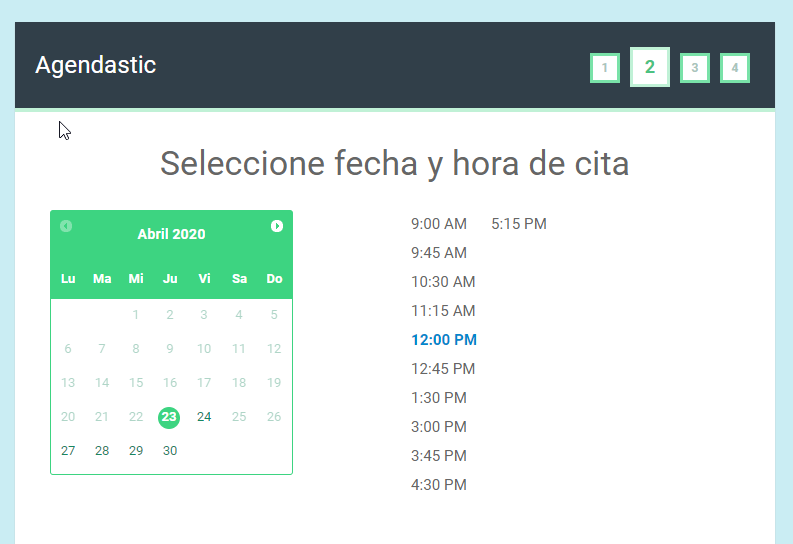 Agendastic
1 2 3 4
Seleccione fecha y hora de cita
Abril 2020
Lu Ma Mi Ju Vi Sa Do
1 2 3 4 5
6 7 8 9 10 11 12
13 14 15 16 17 18 19
20 21 22 23 24 25 26
27 28 29 30
9:00 AM 5:15 PM
9:45 AM
10:30 AM
11:15 AM
12:00 PM
12:45 PM
1:30 PM
3:00 PM
3:45 PM
4:30 PM